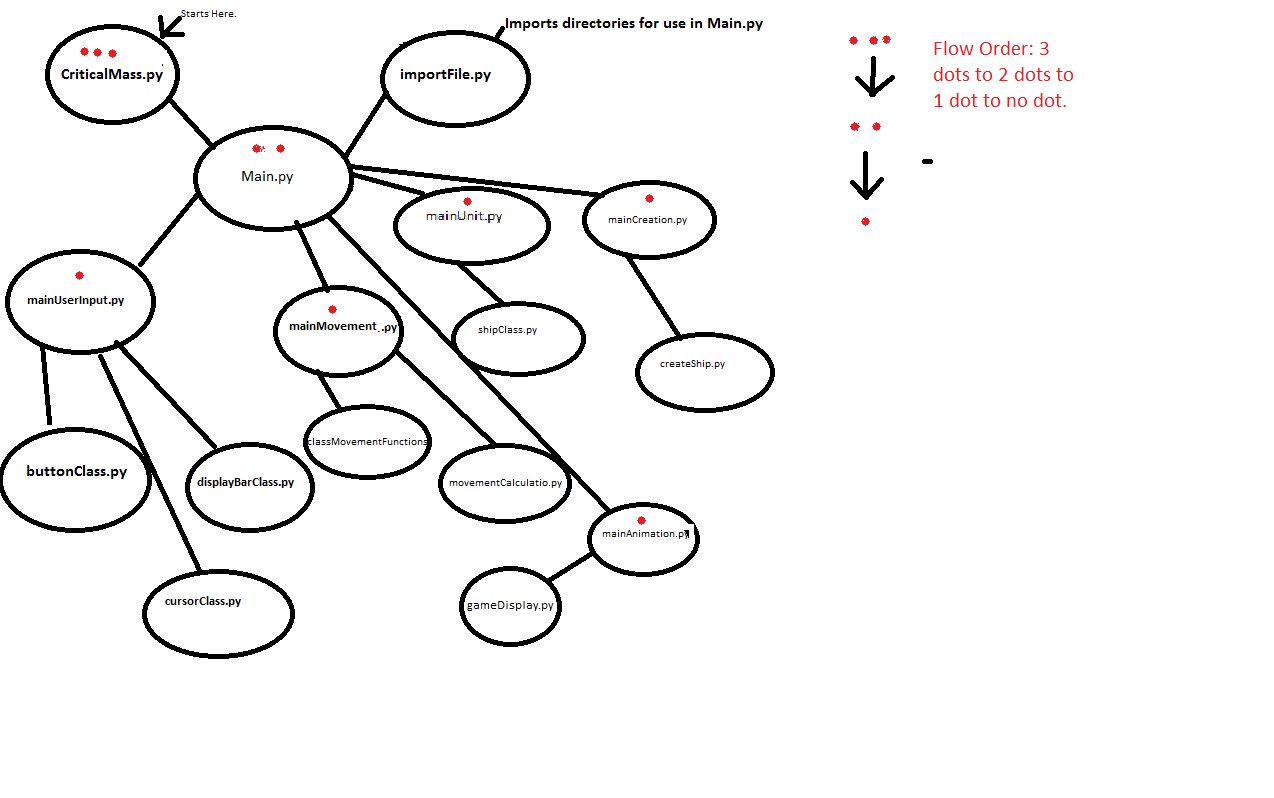 Starts Here.
Imports directories for use in Main.py
CriticalMass.py
importFile.py
Flow Order: 3
dots to 2 dots to
1 dot to no dot.
Main.py
mainUnit.py
mainCreation.py
mainUserInput.py
mainMovement .py
shipClass.py
createShip.py
classMovementFunctions
buttonClass.py
displayBarClass.py
movementCalculatio.py
mainAnimation.py
cursorClass.py
gameDisplay.py